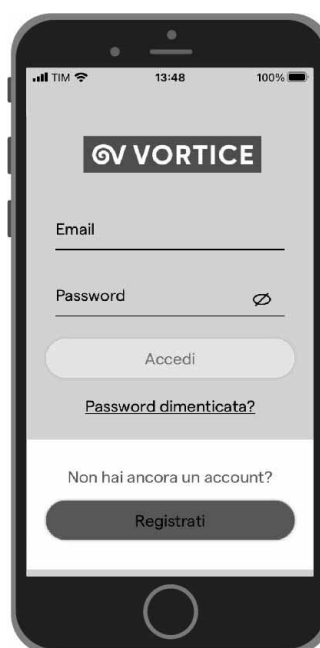 TIM 13:48 100%
VORTICE
Email
Password
Accedi
Password dimenticata?
Non hai ancora un account?
Registrati